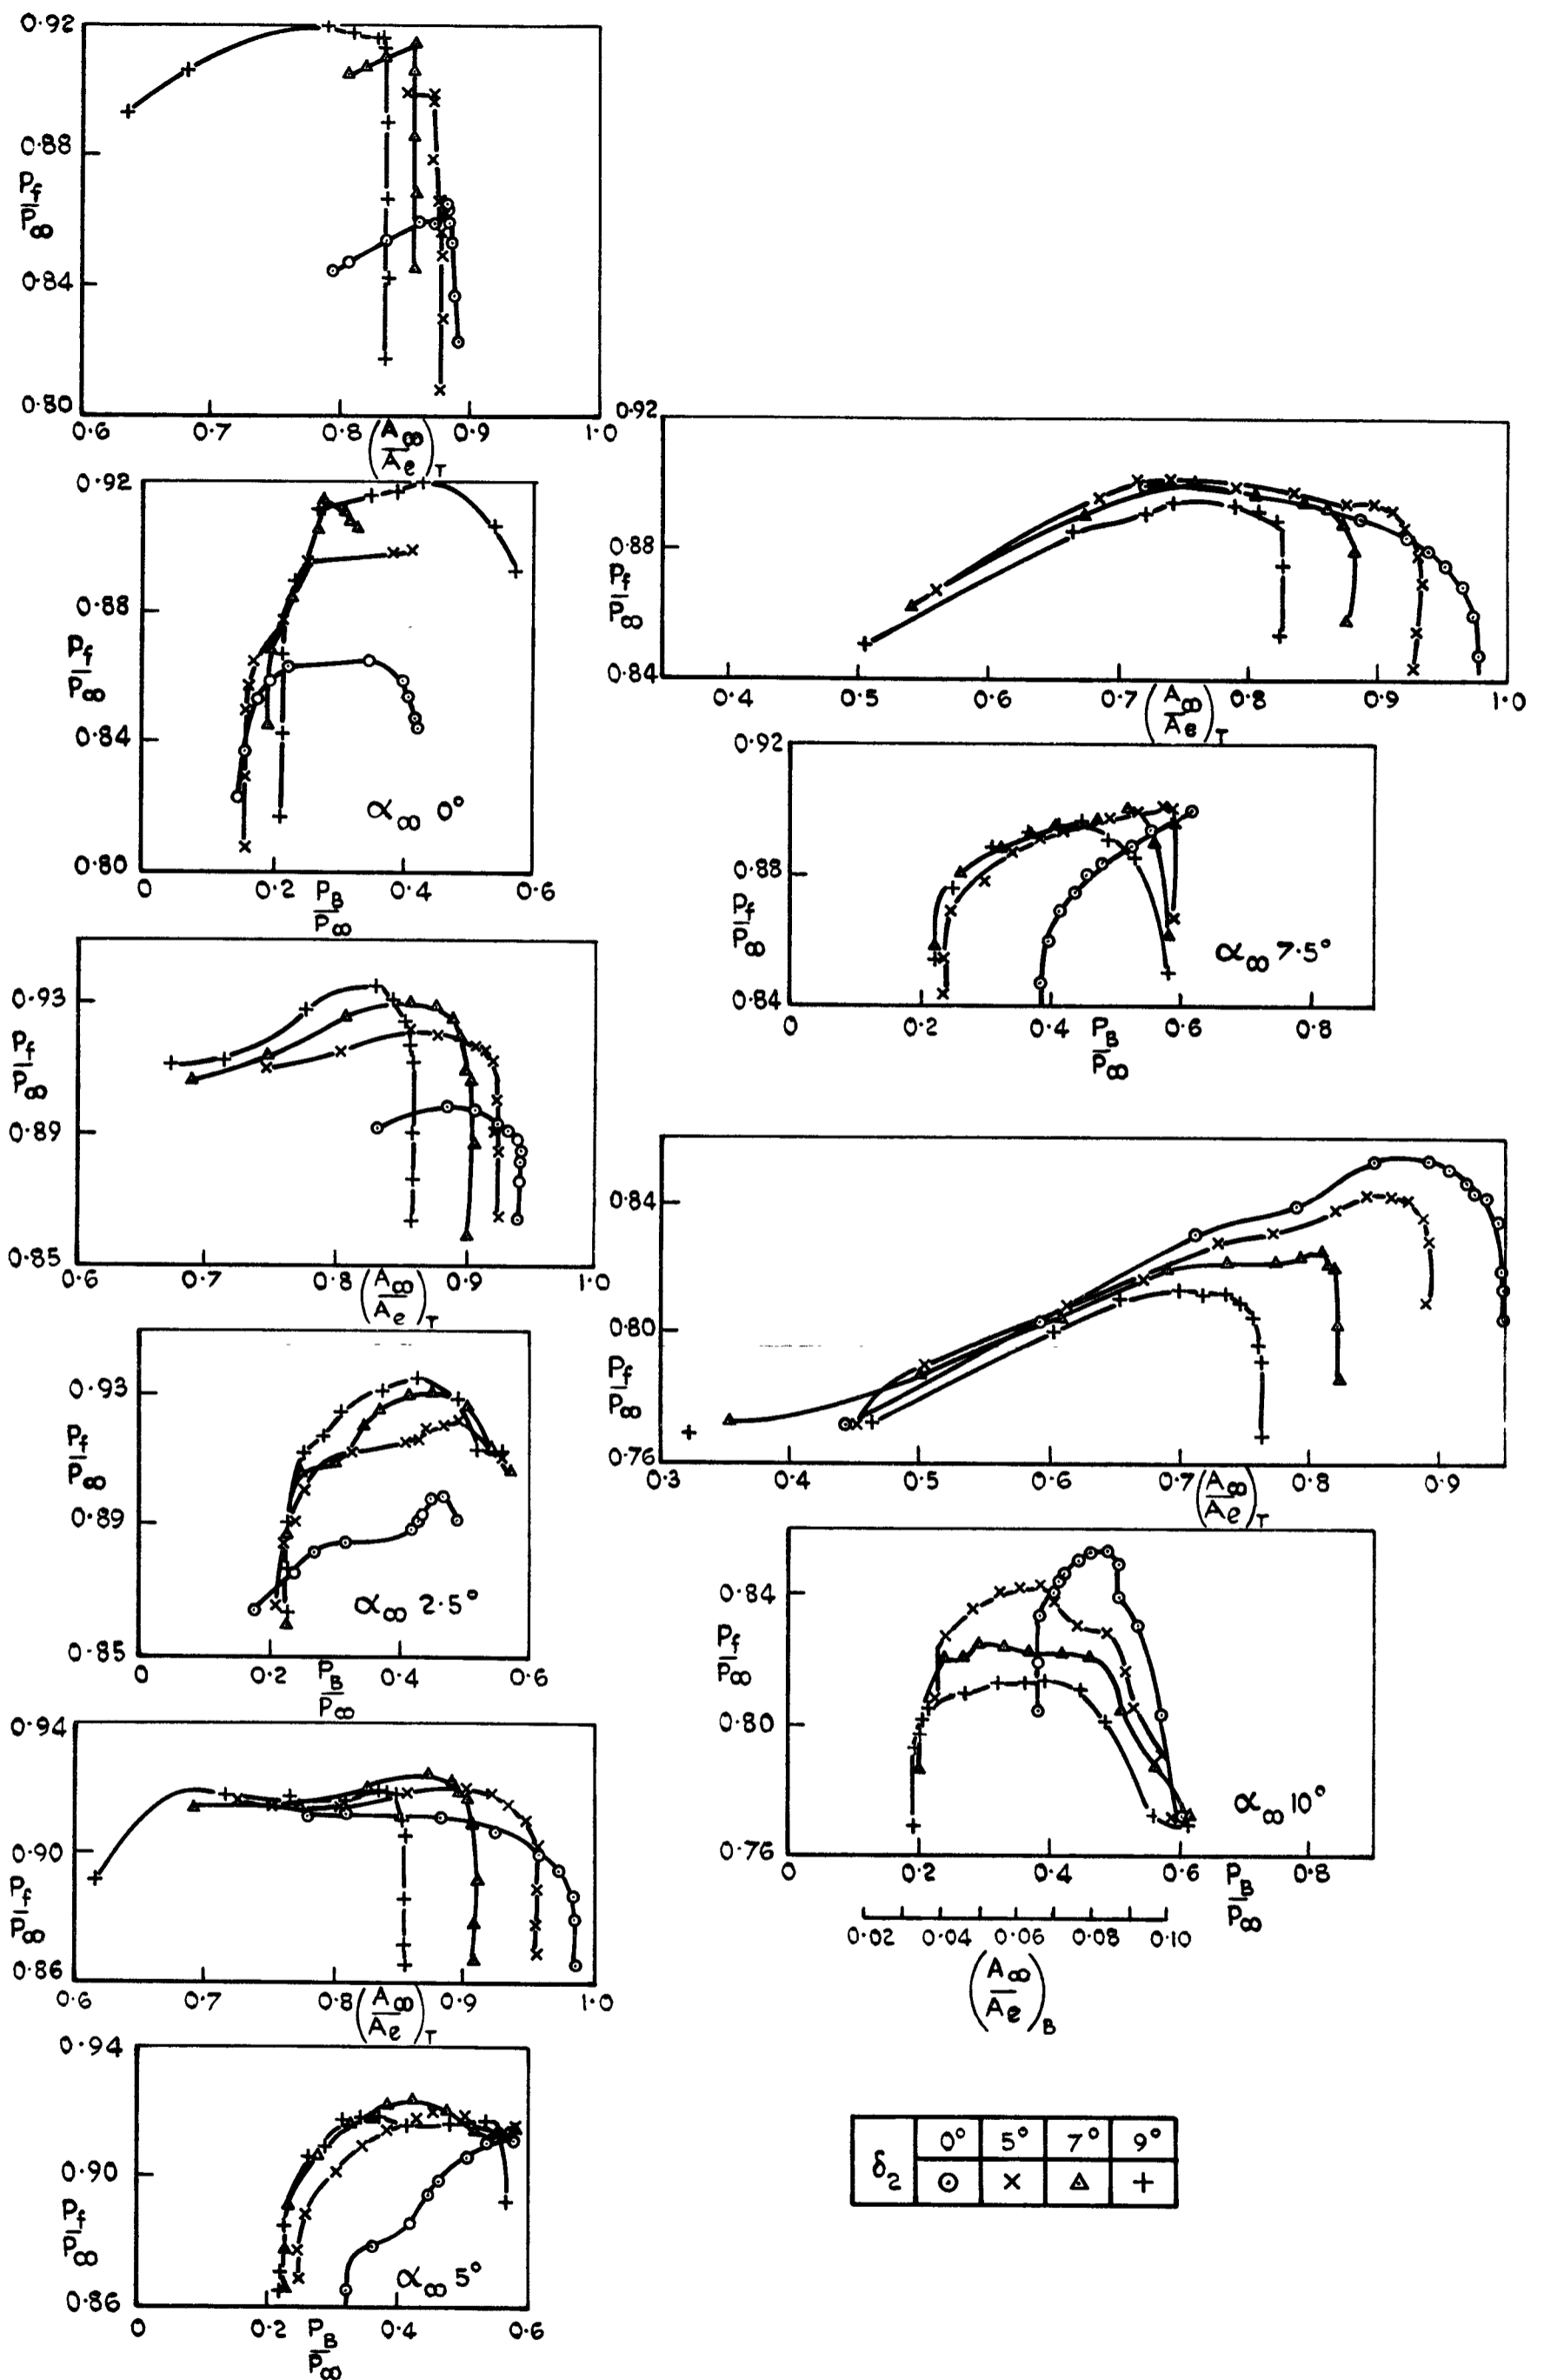 0.92
0.88
Pf/P∞
0.84
0.80
0.6 0.7 0.8 0.9 1.0
(A∞/Ae)T
0.92
0.88
Pf/P∞
0.84
0.80
α∞ 0°
0 0.2 0.4 0.6
PB/P∞
0.93
Pf/P∞
0.89
0.85
0.6 0.7 0.8 0.9 1.0
(A∞/Ae)T
0.93
Pf/P∞
0.89
0.85
α∞ 2.5°
0 0.2 0.4 0.6
PB/P∞
0.94
0.90
Pf/P∞
0.86
0.6 0.7 0.8 0.9 1.0
(A∞/Ae)T
0.94
0.90
Pf/P∞
0.86
α∞ 5°
0 0.2 0.4 0.6
PB/P∞
0.92
0.88
Pf/P∞
0.84
0.4 0.5 0.6 0.7 0.8 0.9 1.0
(A∞/Ae)T
0.92
0.88
Pf/P∞
0.84
α∞ 7.5°
0 0.2 0.4 0.6 0.8
PB/P∞
0.84
0.80
Pf/P∞
0.76
0.3 0.4 0.5 0.6 0.7 0.8 0.9
(A∞/Ae)T
0.84
Pf/P∞
0.80
0.76
α∞ 10°
0 0.2 0.4 0.6 0.8
PB/P∞
0.02 0.04 0.06 0.08 0.10
(A∞/Ae)B
δ2 0° 5° 7° 9°